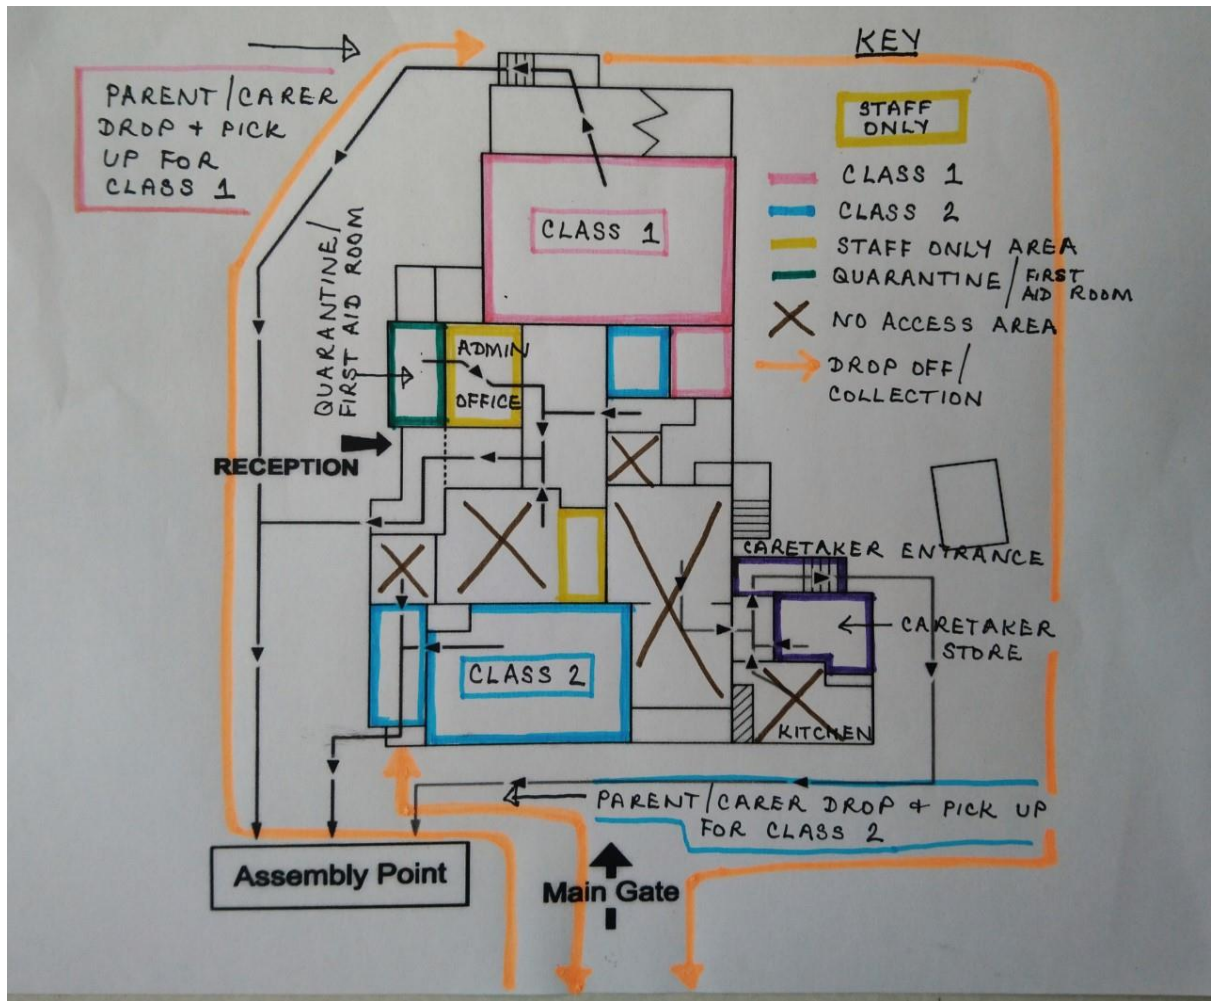 KEY
PARENT/CARER
DROP + PICK
UP FOR
CLASS 1
STAFF
ONLY
CLASS 1
CLASS 2
STAFF ONLY AREA
QUARANTINE/FIRST
AID ROOM
NO ACCESS AREA
DROP OFF/
COLLECTION
QUARANTINE/
FIRST AID ROOM
CLASS 1
ADMIN
OFFICE
RECEPTION
CARETAKER ENTRANCE
CARETAKER
STORE
CLASS 2
KITCHEN
PARENT/CARER DROP + PICK UP
FOR CLASS 2
Assembly Point
Main Gate